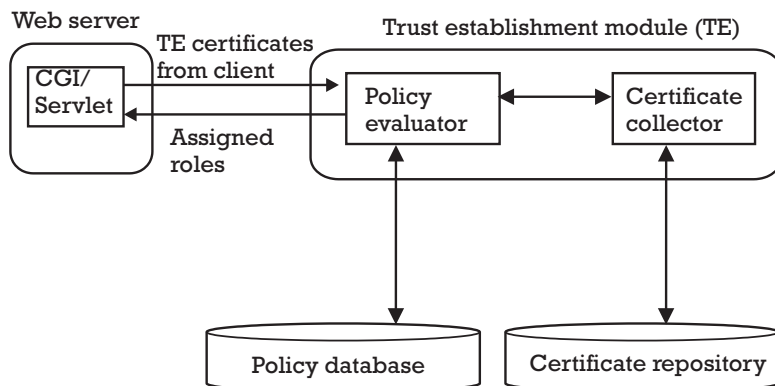 Web server
Trust establishment module (TE)
TE certificates
from client
CGI/
Servlet
Policy
evaluator
Certificate
collector
Assigned
roles
Policy database
Certificate repository